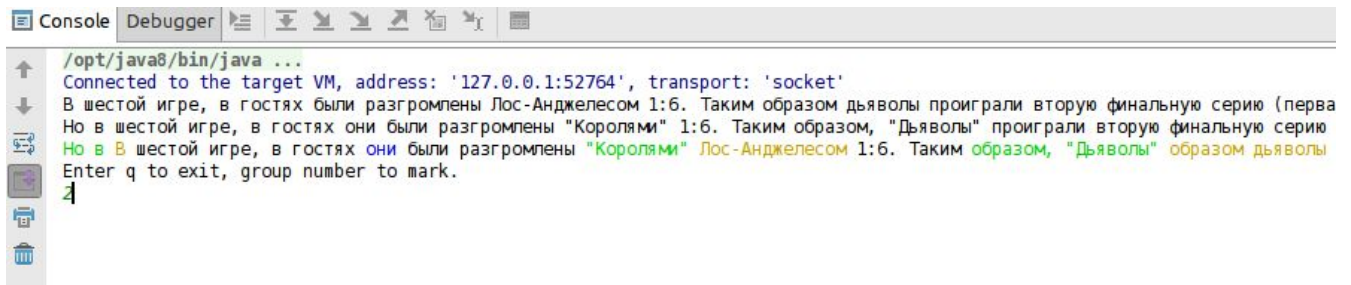 Console Debugger
/opt/java8/bin/java ...
Connected to the target VM, address: '127.0.0.1:52764', transport: 'socket'
В шестой игре, в гостях были разгромлены Лос-Анджелесом 1:6. Таким образом дьяволы проиграли вторую финальную серию (перва
Но в шестой игре, в гостях они были разгромлены "Королями" 1:6. Таким образом, "Дьяволы" проиграли вторую финальную серию
Но в В шестой игре, в гостях они были разгромлены "Королями" Лос-Анджелесом 1:6. Таким образом, "Дьяволы" образом дьяволы
Enter q to exit, group number to mark.
2